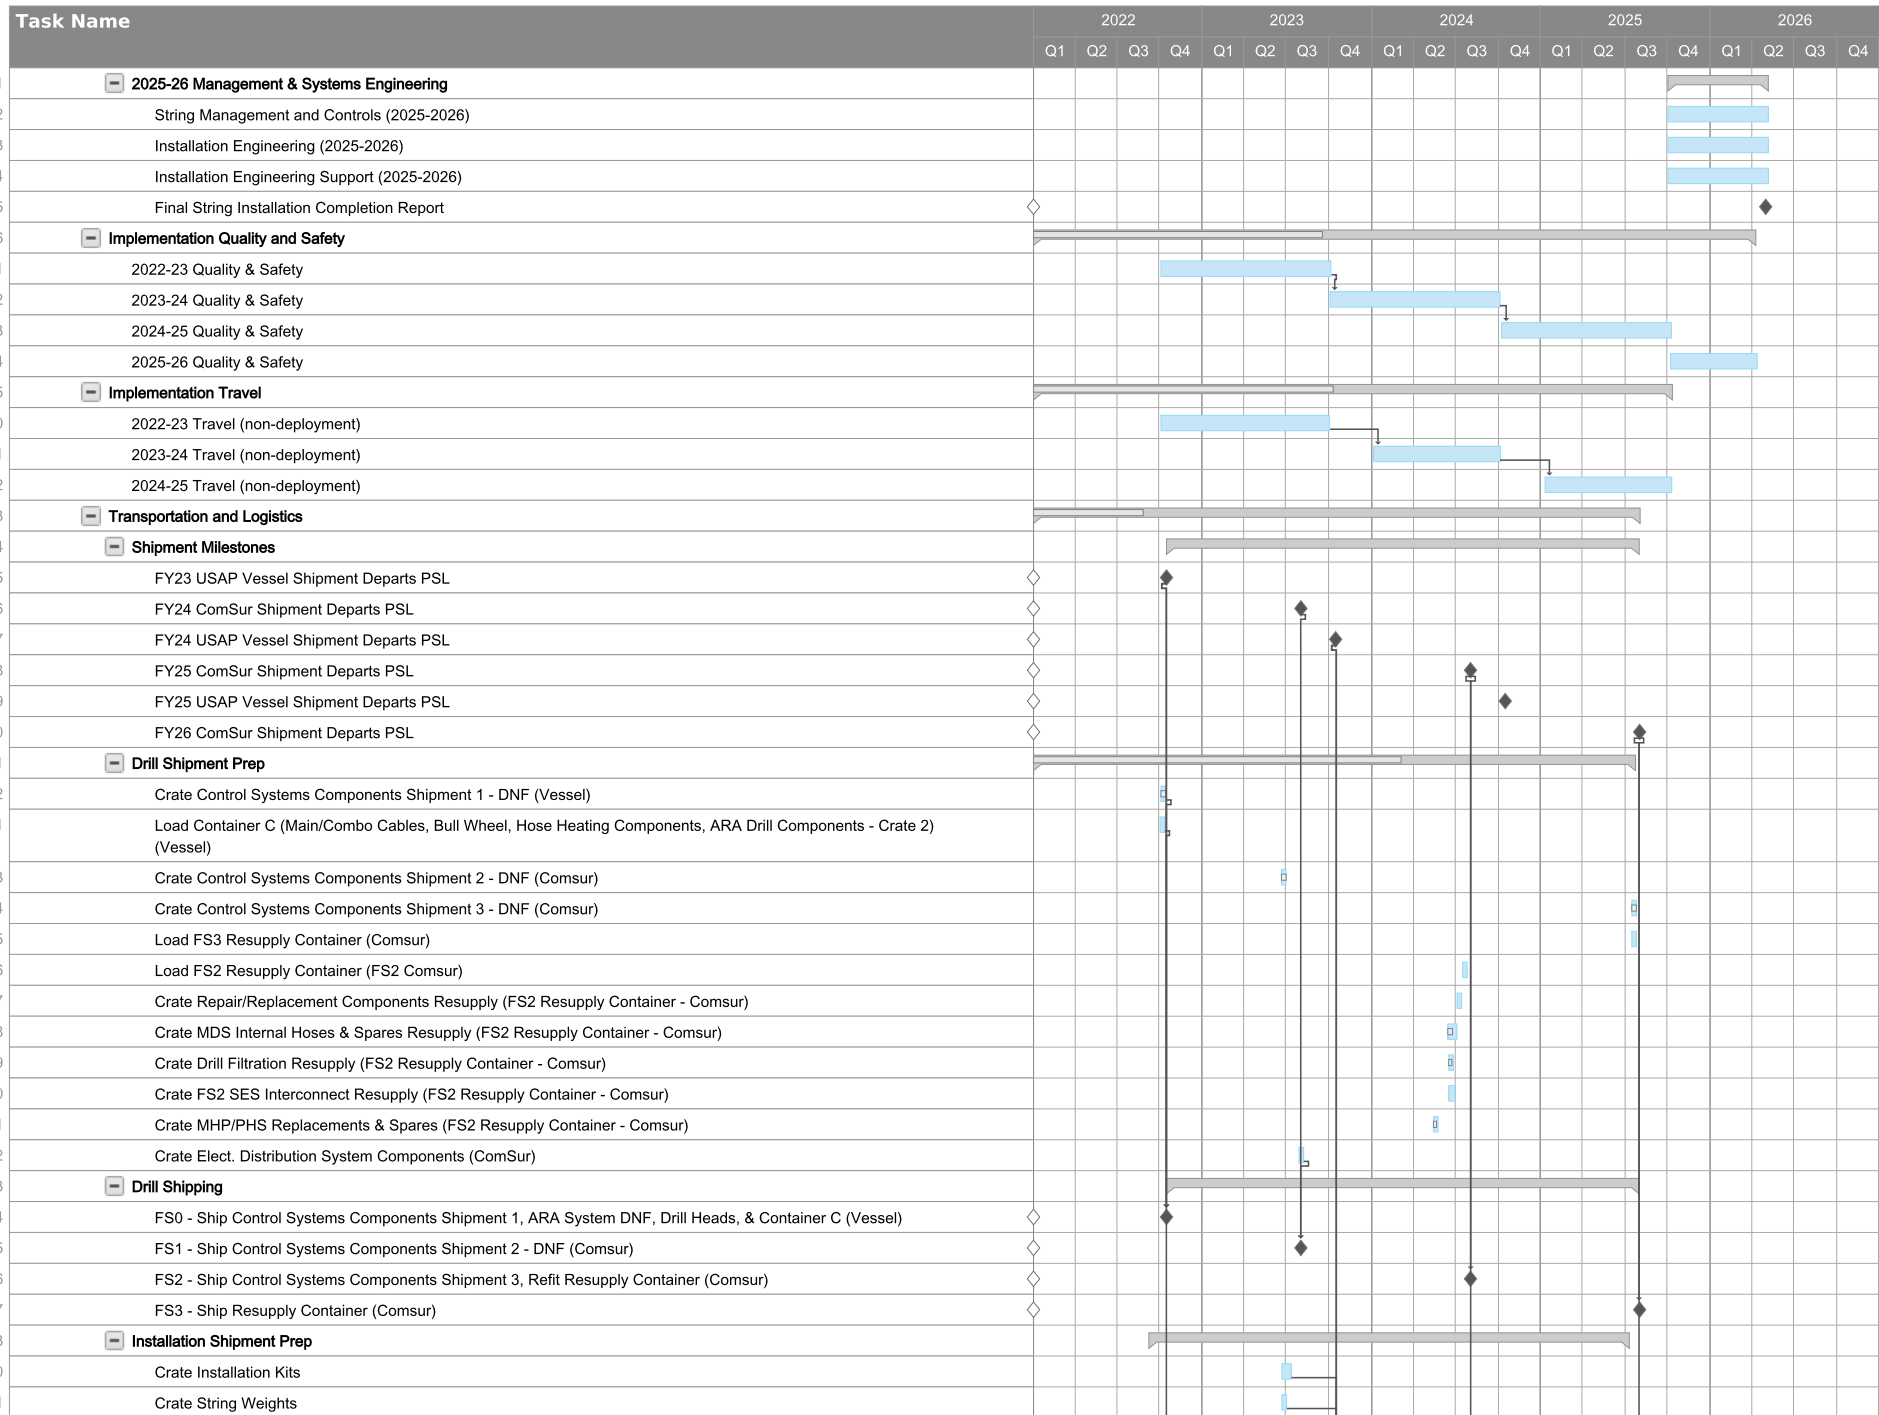 Task Name
2022 2023 2024 2025 2026
Q1 Q2 Q3 Q4 Q1 Q2 Q3 Q4 Q1 Q2 Q3 Q4 Q1 Q2 Q3 Q4 Q1 Q2 Q3 Q4
2025-26 Management & Systems Engineering
String Management and Controls (2025-2026)
Installation Engineering (2025-2026)
Installation Engineering Support (2025-2026)
Final String Installation Completion Report
Implementation Quality and Safety
2022-23 Quality & Safety
2023-24 Quality & Safety
2024-25 Quality & Safety
2025-26 Quality & Safety
Implementation Travel
2022-23 Travel (non-deployment)
2023-24 Travel (non-deployment)
2024-25 Travel (non-deployment)
Transportation and Logistics
Shipment Milestones
FY23 USAP Vessel Shipment Departs PSL
FY24 ComSur Shipment Departs PSL
FY24 USAP Vessel Shipment Departs PSL
FY25 ComSur Shipment Departs PSL
FY25 USAP Vessel Shipment Departs PSL
FY26 ComSur Shipment Departs PSL
Drill Shipment Prep
Crate Control Systems Components Shipment 1 - DNF (Vessel)
Load Container C (Main/Combo Cables, Bull Wheel, Hose Heating Components, ARA Drill Components - Crate 2)
(Vessel)
Crate Control Systems Components Shipment 2 - DNF (Comsur)
Crate Control Systems Components Shipment 3 - DNF (Comsur)
Load FS3 Resupply Container (Comsur)
Load FS2 Resupply Container (FS2 Comsur)
Crate Repair/Replacement Components Resupply (FS2 Resupply Container - Comsur)
Crate MDS Internal Hoses & Spares Resupply (FS2 Resupply Container - Comsur)
Crate Drill Filtration Resupply (FS2 Resupply Container - Comsur)
Crate FS2 SES Interconnect Resupply (FS2 Resupply Container - Comsur)
Crate MHP/PHS Replacements & Spares (FS2 Resupply Container - Comsur)
Crate Elect. Distribution System Components (ComSur)
Drill Shipping
FS0 - Ship Control Systems Components Shipment 1, ARA System DNF, Drill Heads, & Container C (Vessel)
FS1 - Ship Control Systems Components Shipment 2 - DNF (Comsur)
FS2 - Ship Control Systems Components Shipment 3, Refit Resupply Container (Comsur)
FS3 - Ship Resupply Container (Comsur)
Installation Shipment Prep
Crate Installation Kits
Crate String Weights